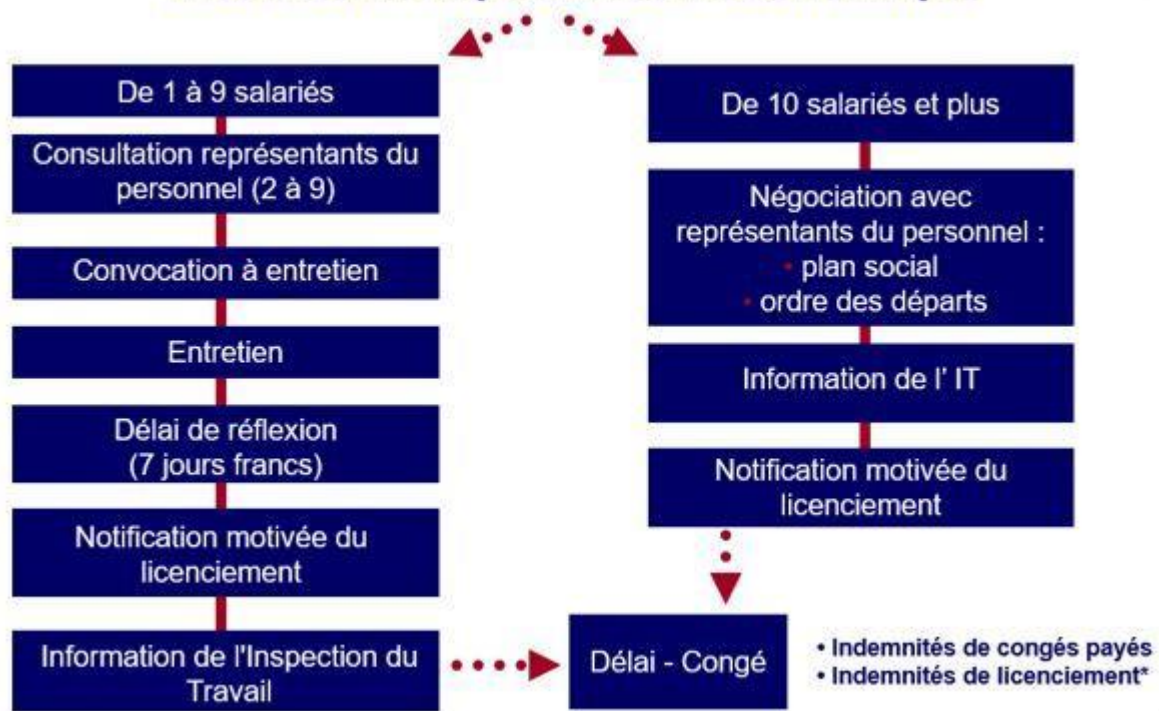 De 1 à 9 salariés
Consultation représentants du
personnel (2 à 9)
Convocation à entretien
Entretien
Délai de réflexion
(7 jours francs)
Notification motivée du
licenciement
Information de l'Inspection du
Travail
De 10 salariés et plus
Négociation avec
représentants du personnel :
• plan social
• ordre des départs
Information de l' IT
Notification motivée du
licenciement
Délai - Congé
• Indemnités de congés payés
• Indemnités de licenciement*